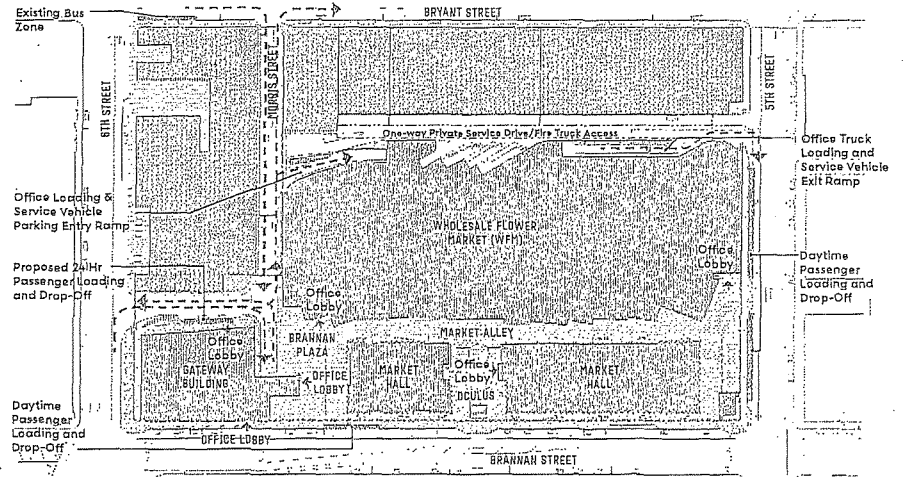 Existing Bus
Zone
BRYANT STREET
MORRIS STREET
6TH STREET
5TH STREET
One-way Private Service Drive/Fire Truck Access
Office Truck
Loading and
Service Vehicle
Exit Ramp
Office Loading &
Service Vehicle
Parking Entry Ramp
WHOLESALE FLOWER
MARKET (WFM)
Office
Lobby
Proposed 24 Hr
Passenger Loading
and Drop-Off
Daytime
Passenger
Loading and
Drop-Off
Office
Lobby
BRANNAN
PLAZA
MARKET ALLEY
Office
Lobby
GATEWAY
BUILDING
OFFICE
LOBBY
MARKET
HALL
Office
Lobby
OCULUS
MARKET
HALL
Daytime
Passenger
Loading and
Drop-Off
OFFICE LOBBY
BRANNAN STREET